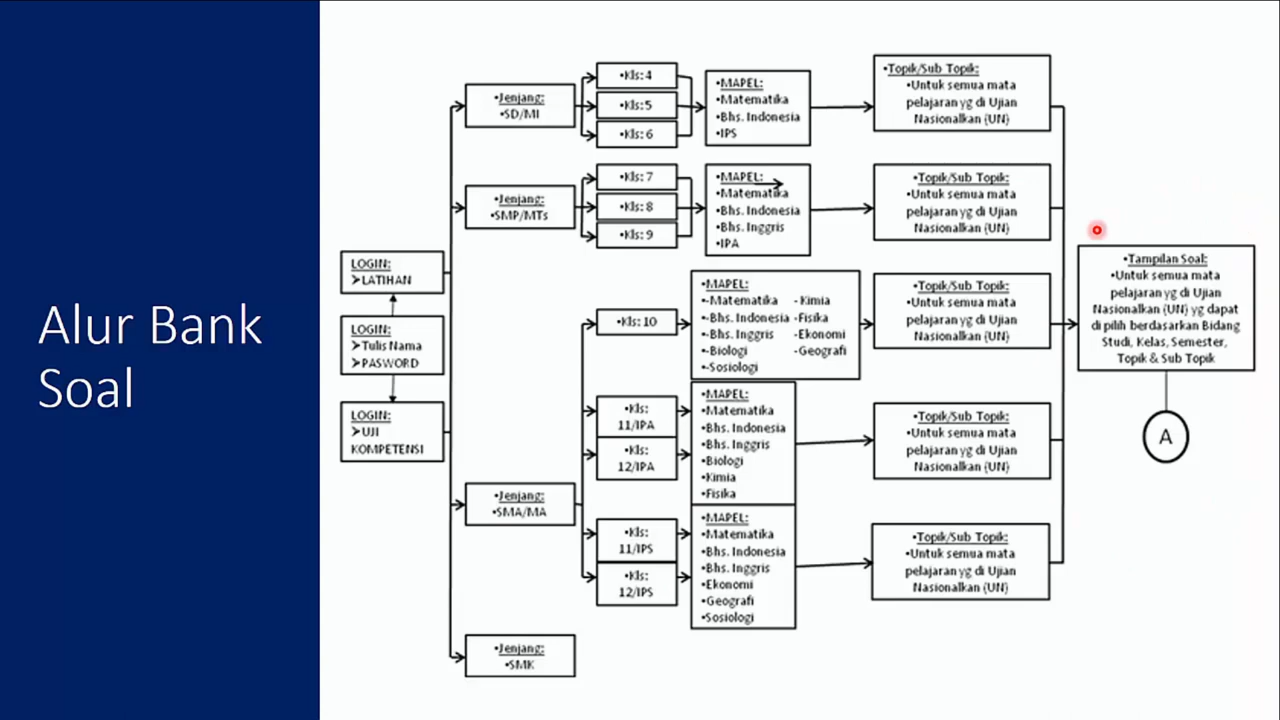 Alur Bank
Soal
LOGIN:
➢LATIHAN
LOGIN:
➢Tulis Nama
➢PASWORD
LOGIN:
➢UJI
KOMPETENSI
•Jenjang:
•SD/MI
•Kls: 4
•Kls: 5
•Kls: 6
•MAPEL:
•Matematika
•Bhs. Indonesia
•IPS
•Topik/Sub Topik:
•Untuk semua mata
pelajaran yg di Ujian
Nasionalkan (UN)
•Jenjang:
•SMP/MTs
•Kls: 7
•Kls: 8
•Kls: 9
•MAPEL:
•Matematika
•Bhs. Indonesia
•Bhs. Inggris
•IPA
•Topik/Sub Topik:
•Untuk semua mata
pelajaran yg di Ujian
Nasionalkan (UN)
•Jenjang:
•SMA/MA
•Kls: 10
•MAPEL:
•-Matematika - Kimia
•-Bhs. Indonesia -Fisika
•-Bhs. Inggris - Ekonomi
•-Biologi -Geografi
•-Sosiologi
•Topik/Sub Topik:
•Untuk semua mata
pelajaran yg di Ujian
Nasionalkan (UN)
•Kls:
11/IPA
•Kls:
12/IPA
•MAPEL:
•Matematika
•Bhs. Indonesia
•Bhs. Inggris
•Biologi
•Kimia
•Fisika
•Topik/Sub Topik:
•Untuk semua mata
pelajaran yg di Ujian
Nasionalkan (UN)
•Kls:
11/IPS
•Kls:
12/IPS
•MAPEL:
•Matematika
•Bhs. Indonesia
•Bhs. Inggris
•Ekonomi
•Geografi
•Sosiologi
•Topik/Sub Topik:
•Untuk semua mata
pelajaran yg di Ujian
Nasionalkan (UN)
•Jenjang:
•SMK
•Tampilan Soal:
•Untuk semua mata
pelajaran yg di Ujian
Nasionalkan (UN) yg dapat
di pilih berdasarkan Bidang
Studi, Kelas, Semester,
Topik & Sub Topik
A